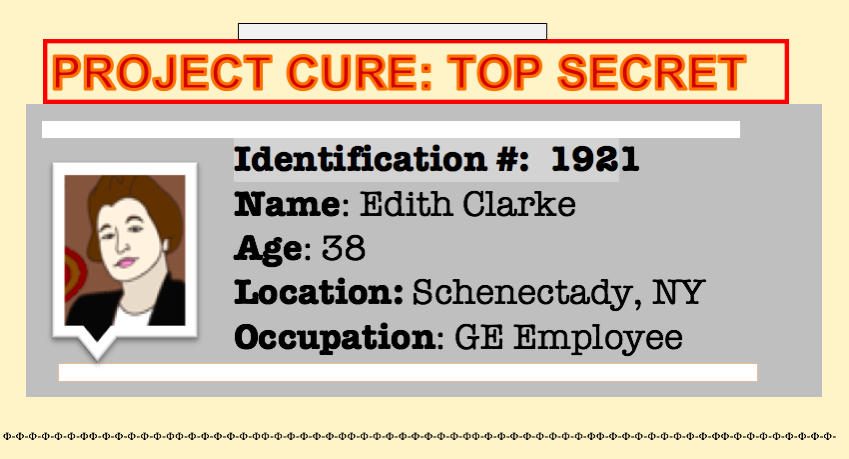 PROJECT CURE: TOP SECRET
Identification #: 1921
Name: Edith Clarke
Age: 38
Location: Schenectady, NY
Occupation: GE Employee